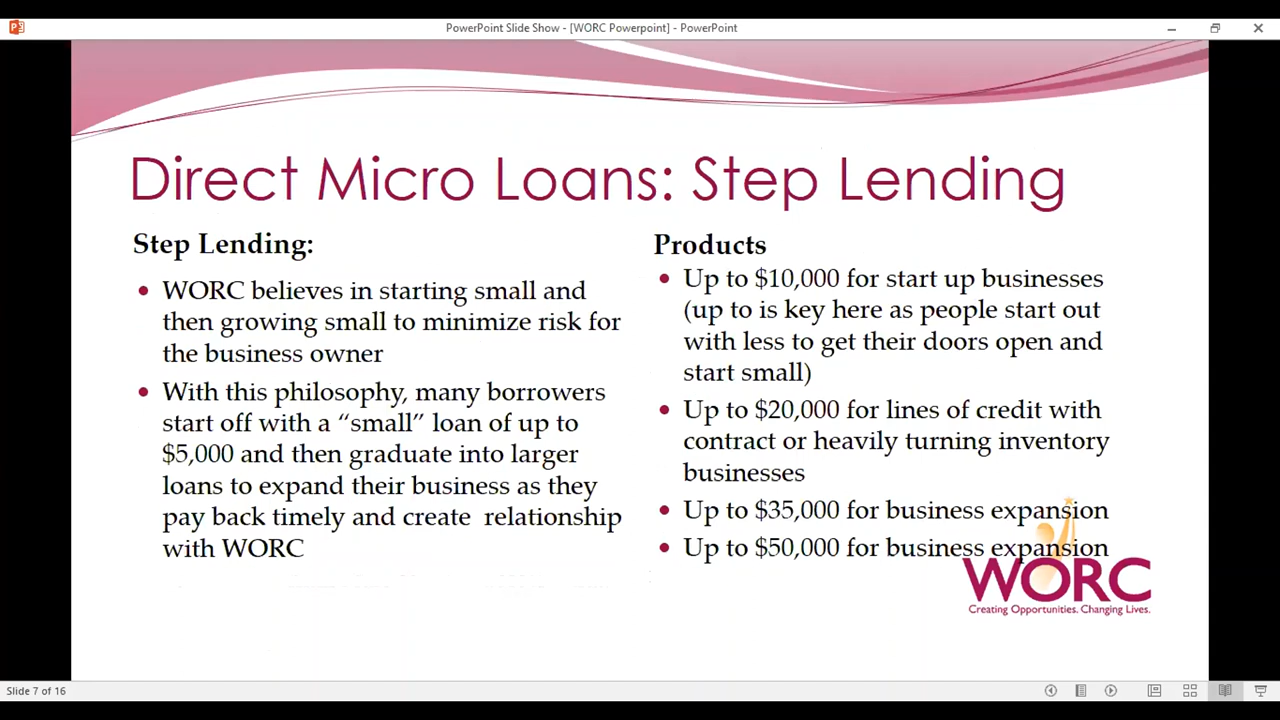 PowerPoint Slide Show - [WORC Powerpoint] - PowerPoint
Direct Micro Loans: Step Lending
Step Lending:
• WORC believes in starting small and
then growing small to minimize risk for
the business owner
• With this philosophy, many borrowers
start off with a “small” loan of up to
$5,000 and then graduate into larger
loans to expand their business as they
pay back timely and create relationship
with WORC
Products
• Up to $10,000 for start up businesses
(up to is key here as people start out
with less to get their doors open and
start small)
• Up to $20,000 for lines of credit with
contract or heavily turning inventory
businesses
• Up to $35,000 for business expansion
• Up to $50,000 for business expansion
WORC
Creating Opportunities. Changing Lives.
Slide 7 of 16